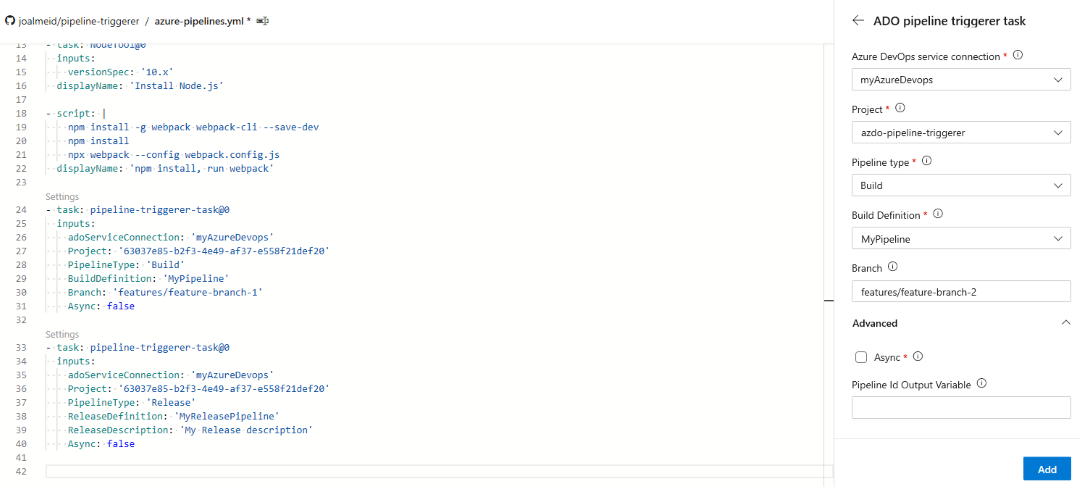 joalmeid/pipeline-triggerer / azure-pipelines.yml *
13 - task: NodeTool@0
14 inputs:
15 versionSpec: '10.x'
16 displayName: 'Install Node.js'
17
18 - script: |
19 npm install -g webpack webpack-cli --save-dev
20 npm install
21 npx webpack --config webpack.config.js
22 displayName: 'npm install, run webpack'
23
Settings
24 - task: pipeline-triggerer-task@0
25 inputs:
26 adoServiceConnection: 'myAzureDevops'
27 Project: '63037e85-b2f3-4e49-af37-e558f21def20'
28 PipelineType: 'Build'
29 BuildDefinition: 'MyPipeline'
30 Branch: 'features/feature-branch-1'
31 Async: false
32
Settings
33 - task: pipeline-triggerer-task@0
34 inputs:
35 adoServiceConnection: 'myAzureDevops'
36 Project: '63037e85-b2f3-4e49-af37-e558f21def20'
37 PipelineType: 'Release'
38 ReleaseDefinition: 'MyReleasePipeline'
39 ReleaseDescription: 'My Release description'
40 Async: false
41
42
ADO pipeline triggerer task
Azure DevOps service connection *
myAzureDevops
Project *
azdo-pipeline-triggerer
Pipeline type *
Build
Build Definition *
MyPipeline
Branch
features/feature-branch-2
Advanced
Async *
Pipeline Id Output Variable
Add